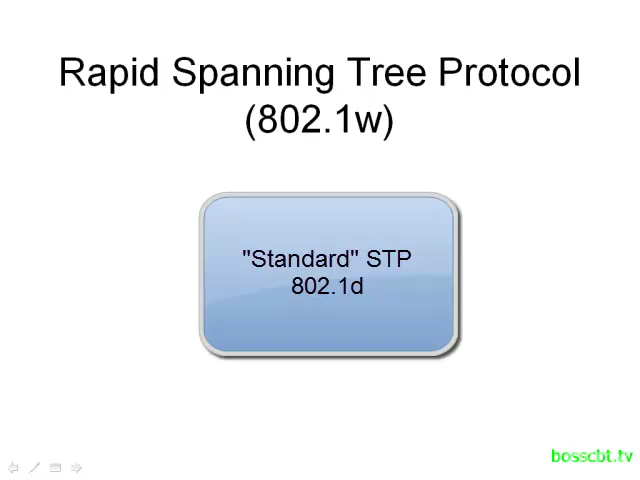 Rapid Spanning Tree Protocol
(802.1w)
"Standard" STP
802.1d
bosscbt.tv